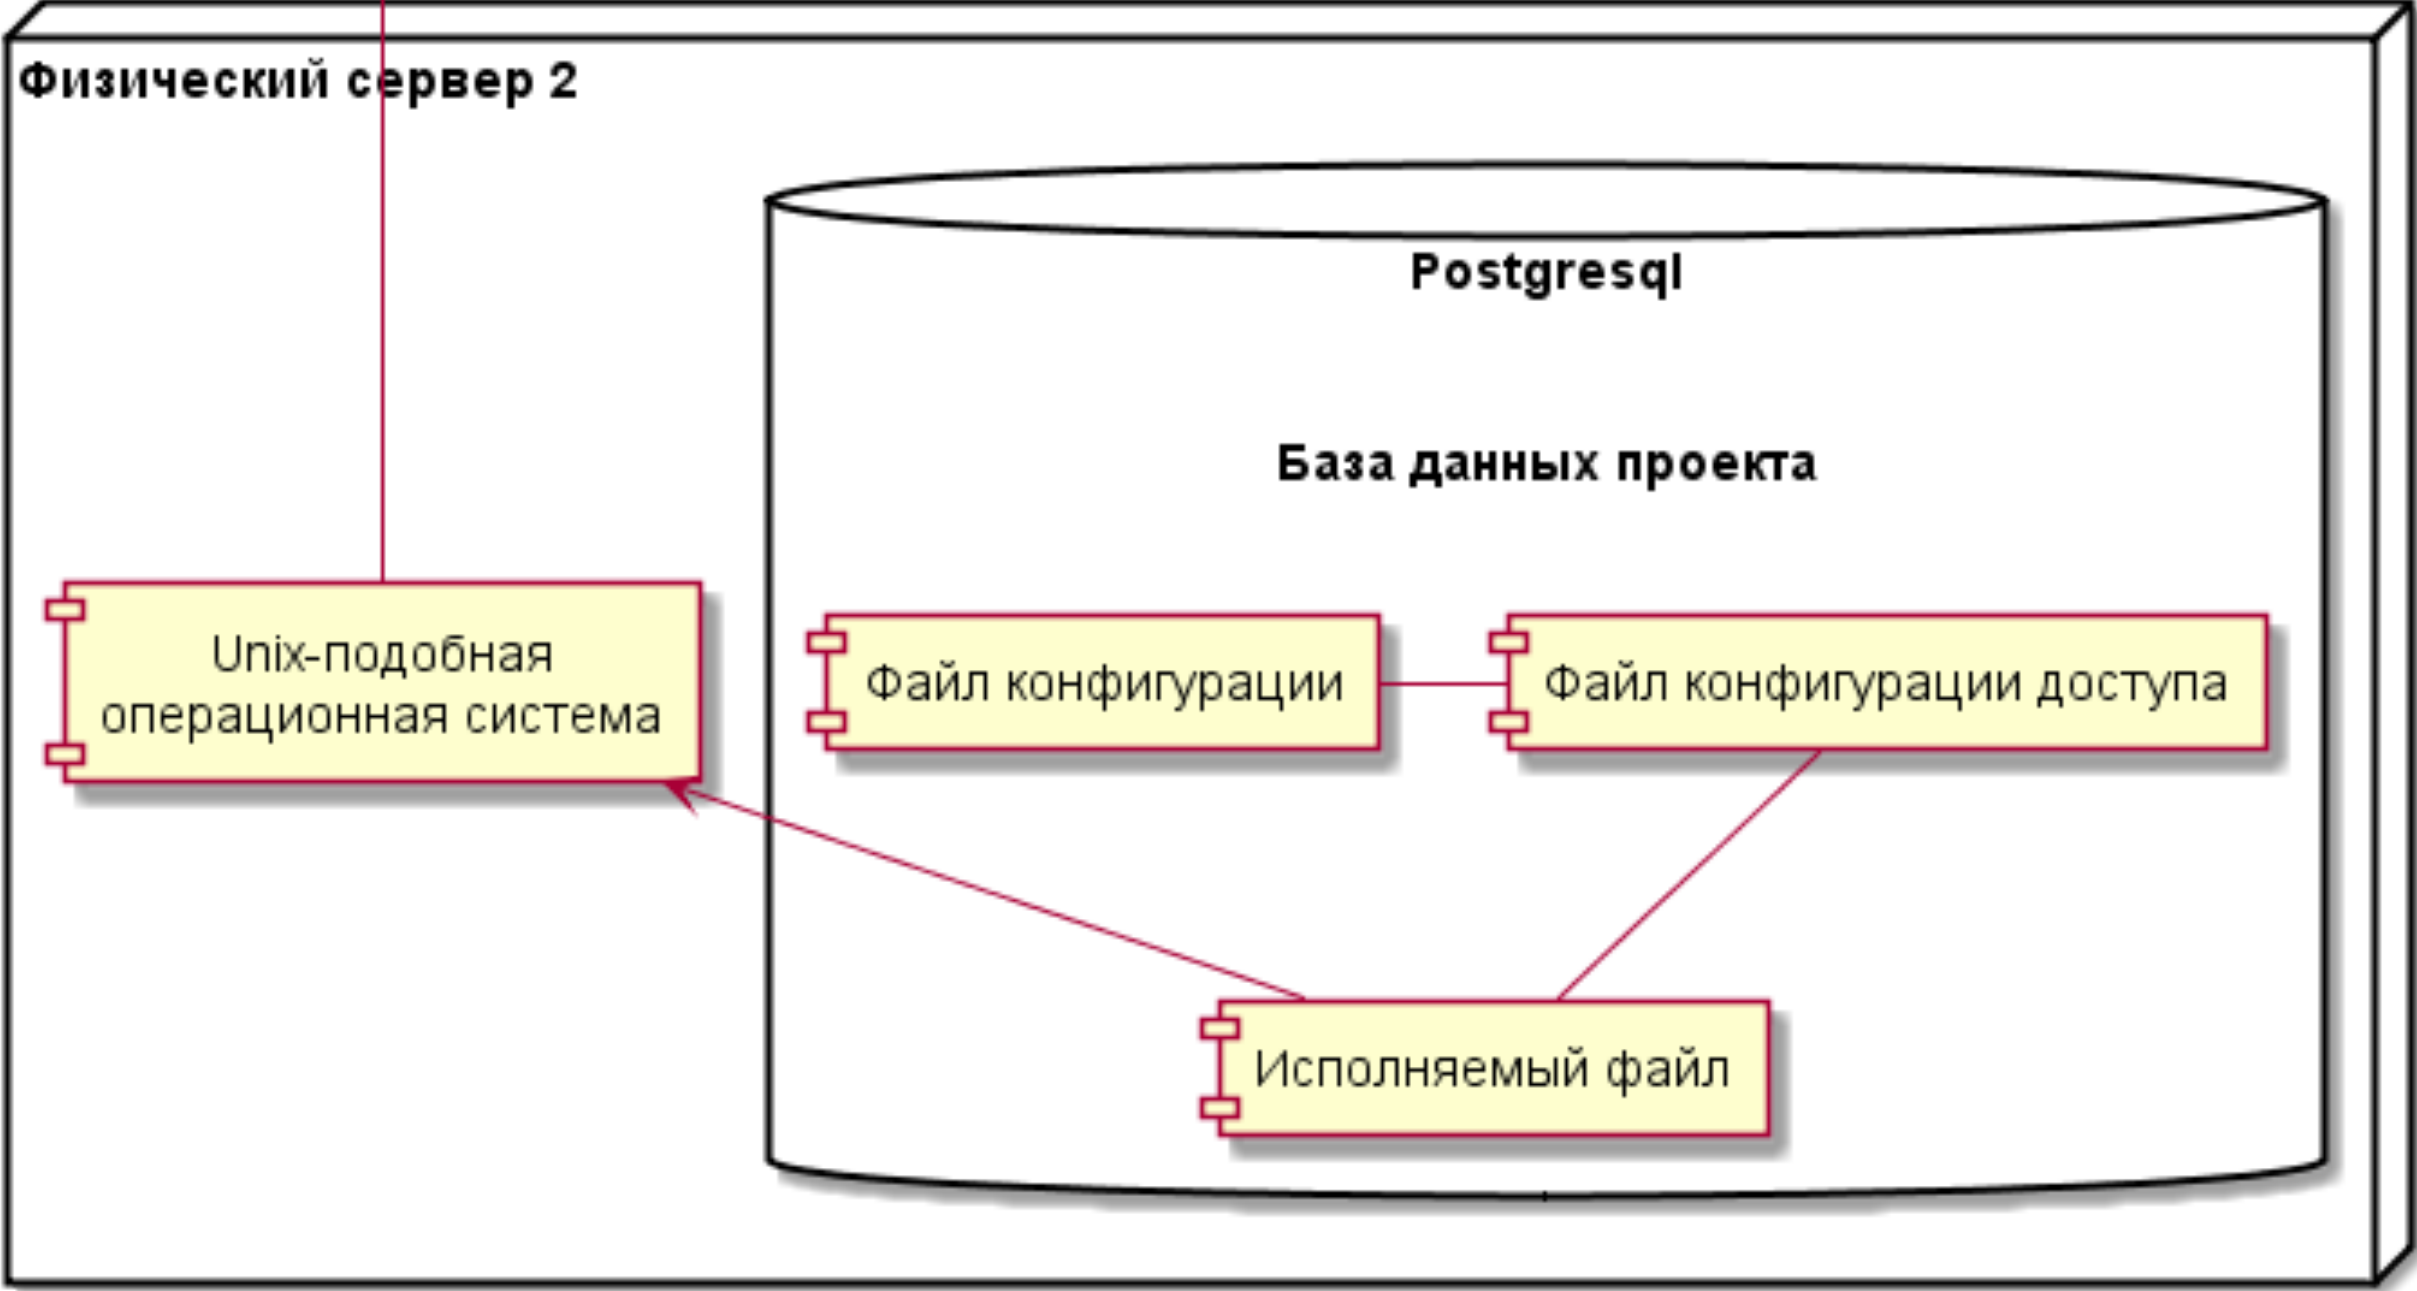 Физический сервер 2
Postgresql
База данных проекта
Unix-подобная
операционная система
Файл конфигурации
Файл конфигурации доступа
Исполняемый файл